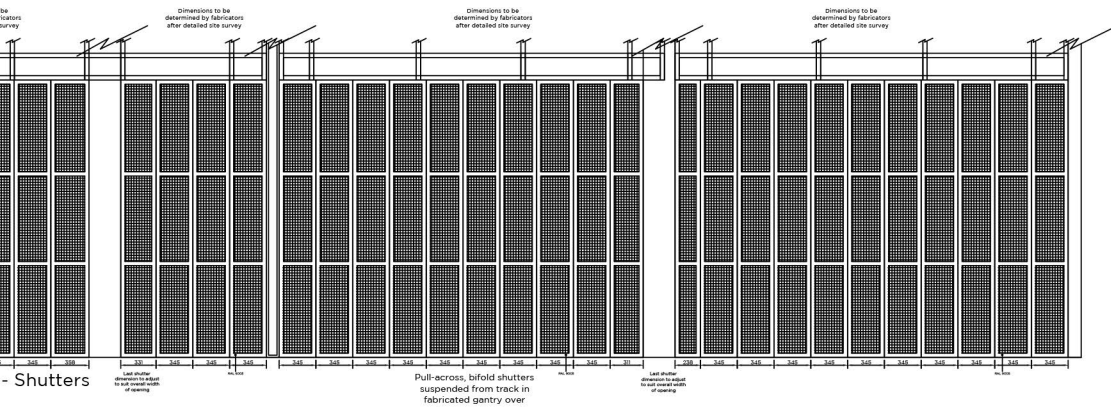 be
ricators
survey
Dimensions to be
determined by fabricators
after detailed site survey
Dimensions to be
determined by fabricators
after detailed site survey
Dimensions to be
determined by fabricators
after detailed site survey
345 358
331 345 345 345
345 345 345 345 345 345 345 345 345 311
238 345 345 345 345 345 345 345 345 345 345
- Shutters
Last shutter
dimension to adjust
to suit overall width
of opening
Pull-across, bifold shutters
suspended from track in
fabricated gantry over
Last shutter
dimension to adjust
to suit overall width
of opening